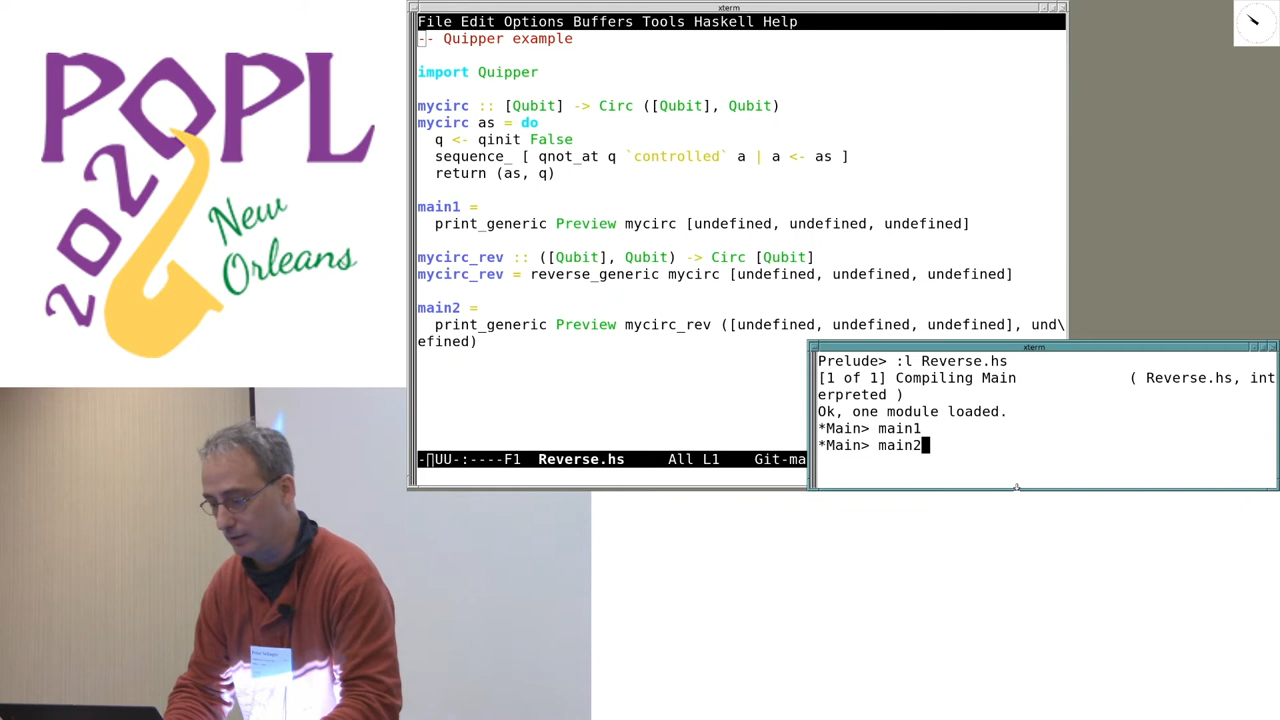 POPL
2020
New
Orleans
xterm
File Edit Options Buffers Tools Haskell Help
-- Quipper example
import Quipper
mycirc :: [Qubit] -> Circ ([Qubit], Qubit)
mycirc as = do
  q <- qinit False
  sequence_ [ qnot_at q `controlled` a | a <- as ]
  return (as, q)
main1 =
  print_generic Preview mycirc [undefined, undefined, undefined]
mycirc_rev :: ([Qubit], Qubit) -> Circ [Qubit]
mycirc_rev = reverse_generic mycirc [undefined, undefined, undefined]
main2 =
  print_generic Preview mycirc_rev ([undefined, undefined, undefined], und\
efined)
-UU-:----F1  Reverse.hs     All L1    Git-ma
xterm
Prelude> :l Reverse.hs
[1 of 1] Compiling Main             ( Reverse.hs, int
erpreted )
Ok, one module loaded.
*Main> main1
*Main> main2